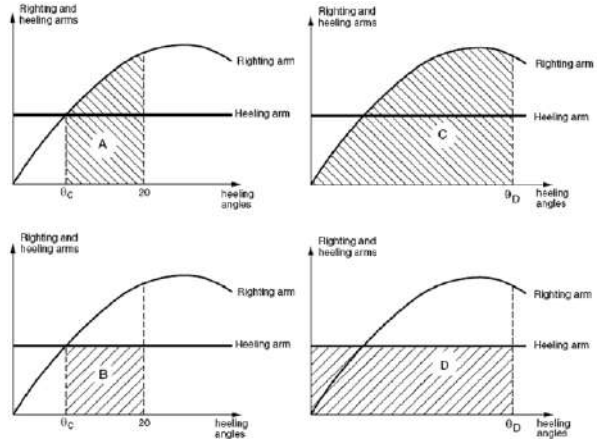 Righting and
heeling arms
Righting arm
Heeling arm
A
θC
20
heeling
angles
Righting and
heeling arms
Righting arm
Heeling arm
C
θD
heeling
angles
Righting and
heeling arms
Righting arm
Heeling arm
B
θC
20
heeling
angles
Righting and
heeling arms
Righting arm
Heeling arm
D
θD
heeling
angles